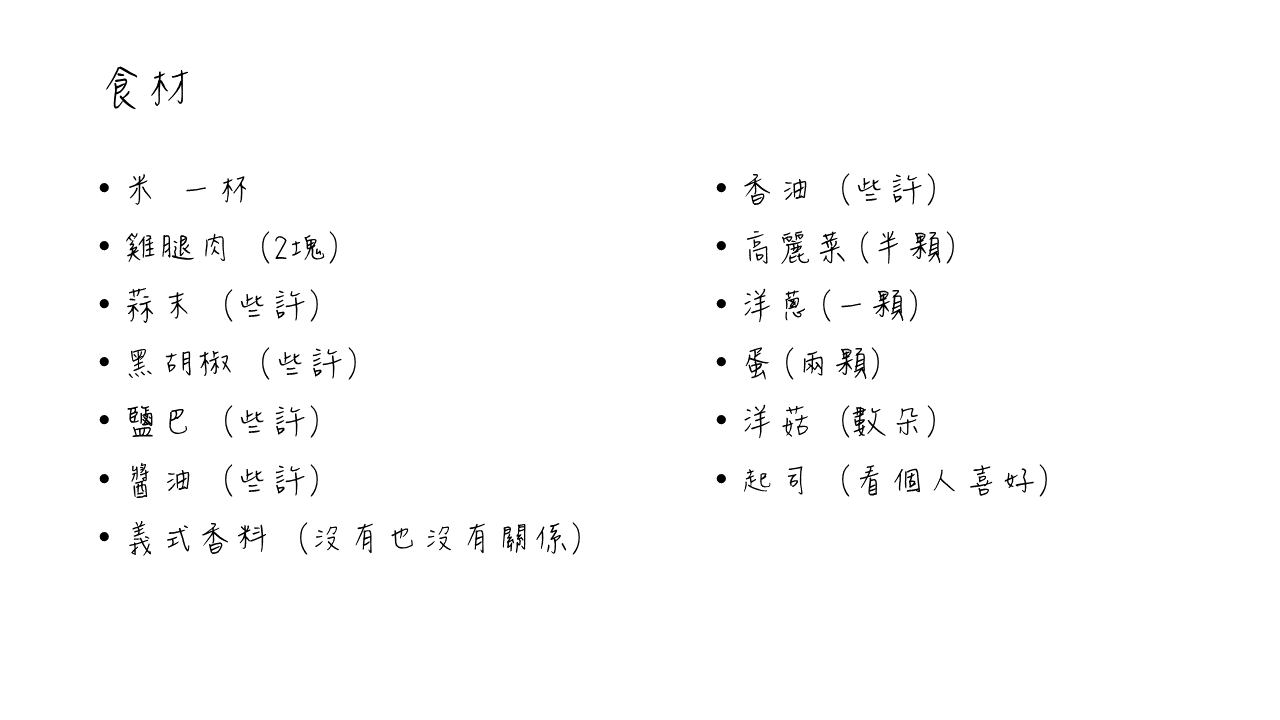 食材
• 米 一杯
• 雞腿肉 (2塊)
• 蒜末 (些許)
• 黑胡椒 (些許)
• 鹽巴 (些許)
• 醬油 (些許)
• 義式香料 (沒有也沒有關係)
• 香油 (些許)
• 高麗菜(半顆)
• 洋蔥(一顆)
• 蛋(兩顆)
• 洋菇 (數朵)
• 起司 (看個人喜好)